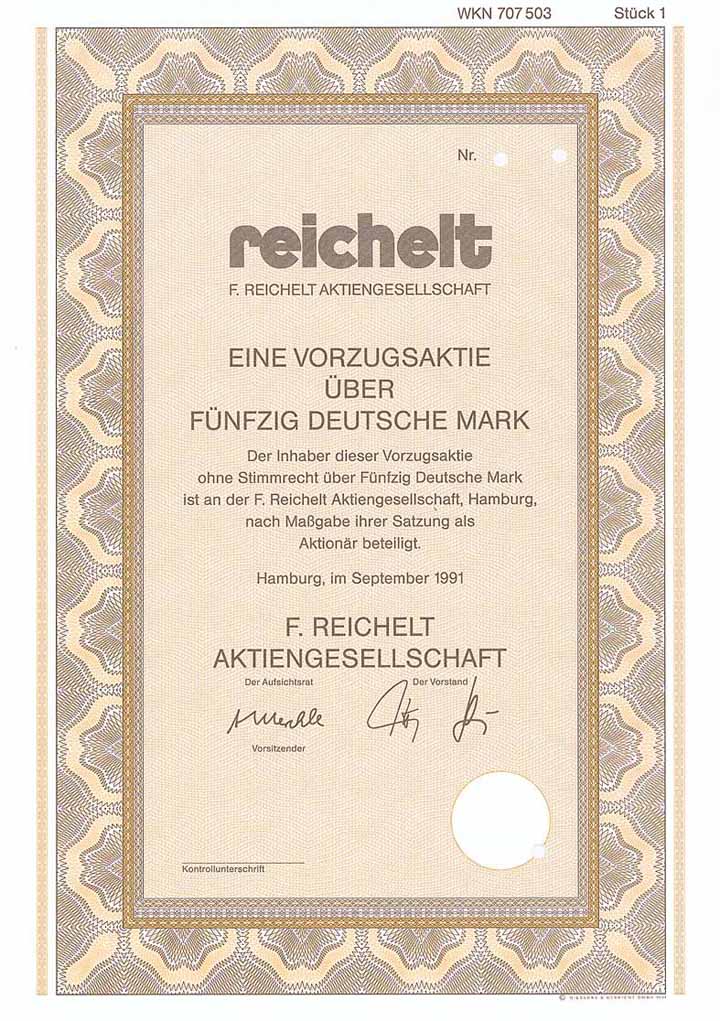 WKN 707 503 Stück 1
Nr.
reichelt
F. REICHELT AKTIENGESELLSCHAFT
EINE VORZUGSAKTIE
ÜBER
FÜNFZIG DEUTSCHE MARK
Der Inhaber dieser Vorzugsaktie
ohne Stimmrecht über Fünfzig Deutsche Mark
ist an der F. Reichelt Aktiengesellschaft, Hamburg,
nach Maßgabe ihrer Satzung als
Aktionär beteiligt.
Hamburg, im September 1991
F. REICHELT
AKTIENGESELLSCHAFT
Der Aufsichtsrat Der Vorstand
Vorsitzender
Kontrollunterschrift